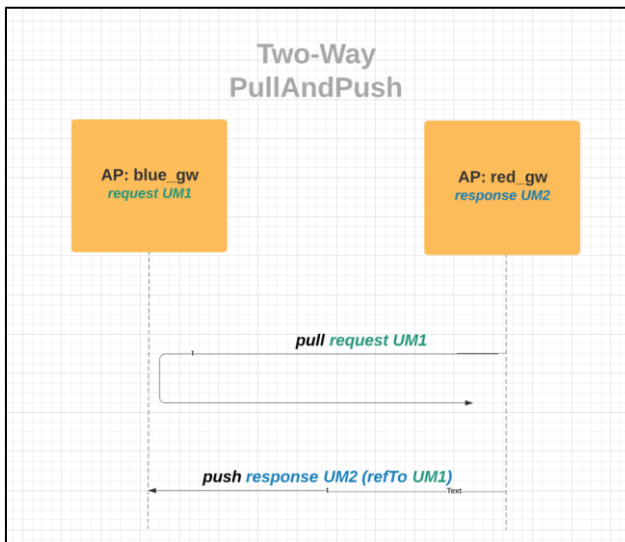 Two-Way
PullAndPush
AP: blue_gw
request UM1
AP: red_gw
response UM2
pull request UM1
t
push response UM2 (refTo UM1)
t
Text